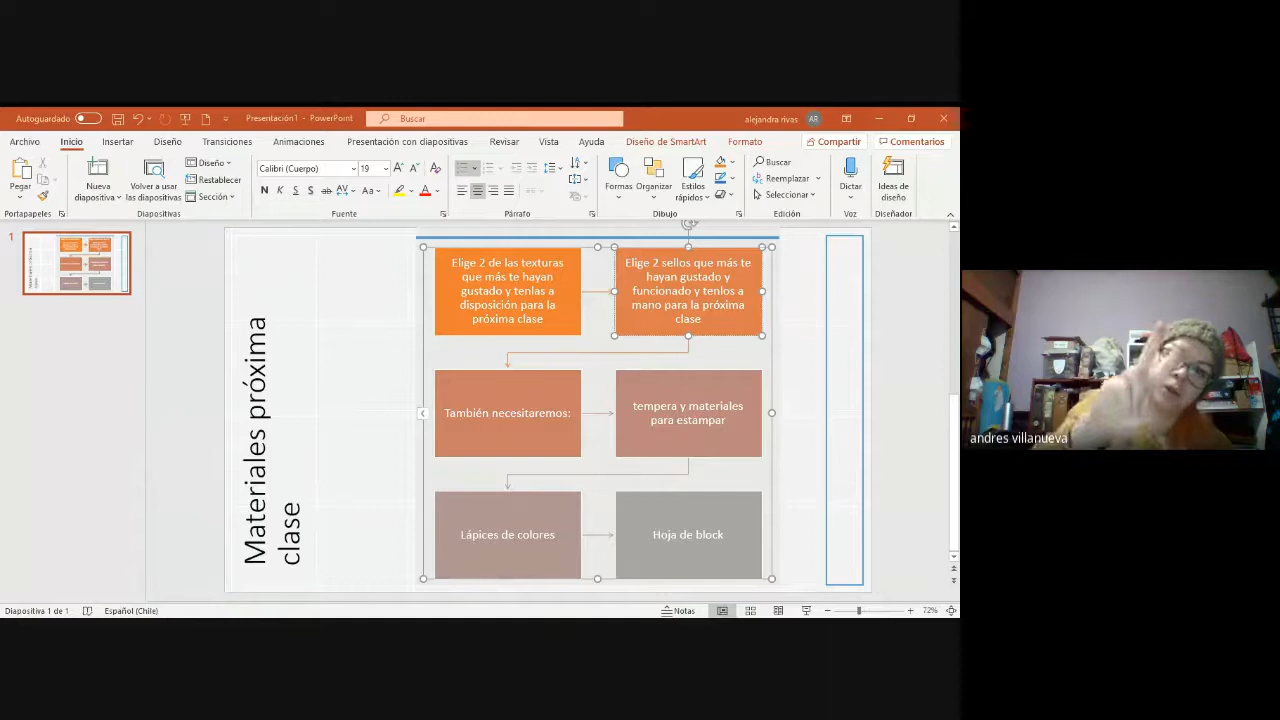 Autoguardado
Presentación1 - PowerPoint
Buscar
alejandra rivas
AR
Archivo
Inicio
Insertar
Diseño
Transiciones
Animaciones
Presentación con diapositivas
Revisar
Vista
Ayuda
Diseño de SmartArt
Formato
Compartir
Comentarios
Pegar
Nueva
diapositiva
Volver a usar
las diapositivas
Diseño
Restablecer
Sección
Calibri (Cuerpo)
19
N K S S ab AV Aa A
Formas
Organizar
Estilos
rápidos
Buscar
Reemplazar
Seleccionar
Dictar
Ideas de
diseño
Portapapeles
Diapositivas
Fuente
Párrafo
Dibujo
Edición
Voz
Diseñador
1
Materiales próxima
clase
Elige 2 de las texturas
que más te hayan
gustado y tenlas a
disposición para la
próxima clase
Elige 2 sellos que más te
hayan gustado y
funcionado y tenlos a
mano para la próxima
clase
También necesitaremos:
tempera y materiales
para estampar
Lápices de colores
Hoja de block
andres villanueva
Diapositiva 1 de 1
Español (Chile)
Notas
72%